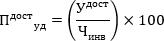 П^дост_уд = (У^дост / Ч_инв) × 100